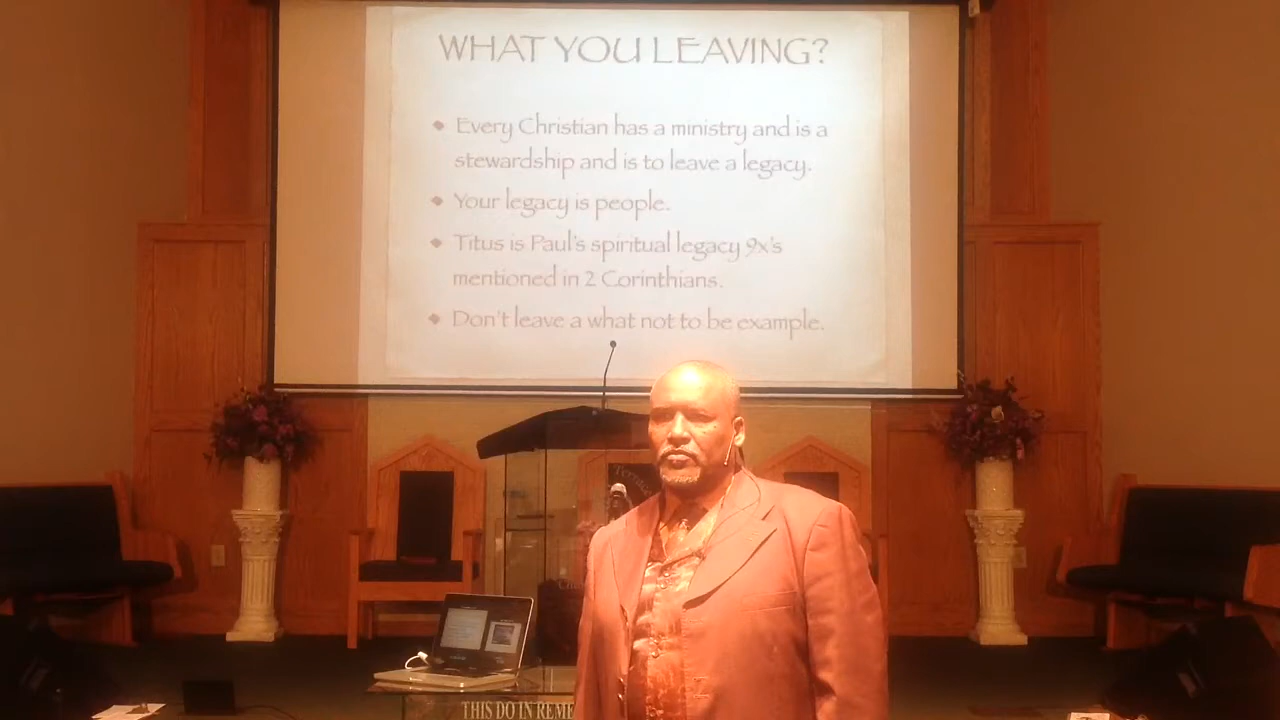 WHAT YOU LEAVING?
Every Christian has a ministry and is a
stewardship and is to leave a legacy.
Your legacy is people.
Titus is Paul's spiritual legacy 9x's
mentioned in 2 Corinthians.
Don't leave a what not to be example.
THIS DO IN REME